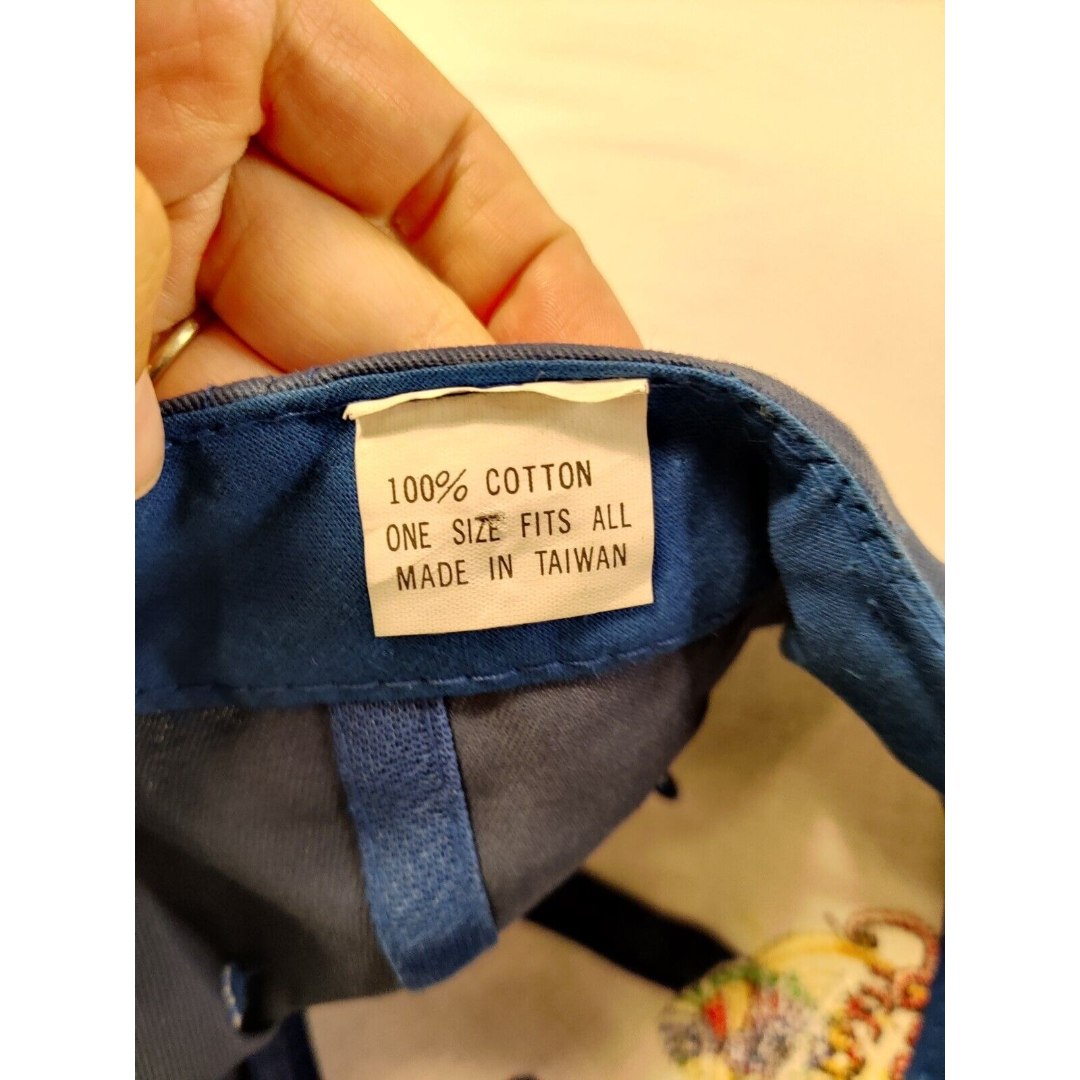 100% COTTON
ONE SIZE FITS ALL
MADE IN TAIWAN